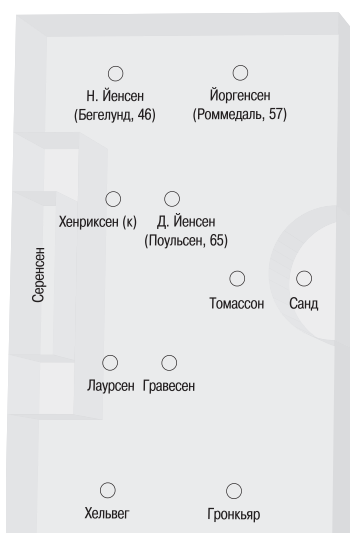 Н. Йенсен
(Бегелунд, 46)
Йоргенсен
(Роммедаль, 57)
Хенриксен (к)
Д. Йенсен
(Поульсен, 65)
Серенсен
Томассон
Санд
Лаурсен
Гравесен
Хельвег
Гронкьяр